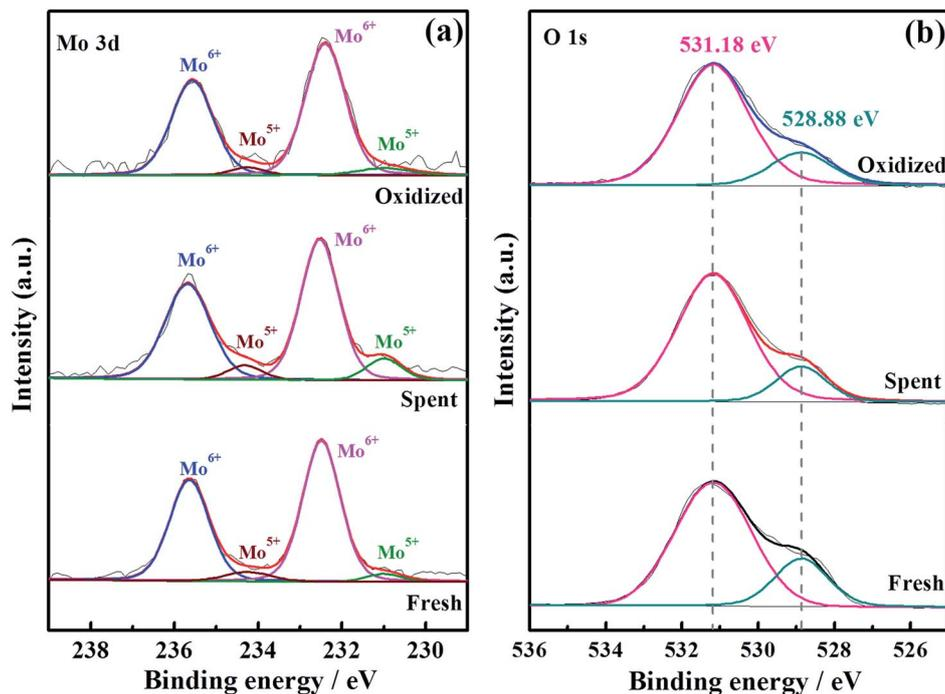 Mo 3d
(a)
Mo6+
Mo6+
Mo5+
Mo5+
Oxidized
Mo6+
Mo6+
Mo5+
Mo5+
Spent
Mo6+
Mo6+
Mo5+
Mo5+
Fresh
Intensity (a.u.)
238 236 234 232 230
Binding energy / eV
O 1s
(b)
531.18 eV
528.88 eV
Oxidized
Spent
Fresh
Intensity (a.u.)
536 534 532 530 528 526
Binding energy / eV